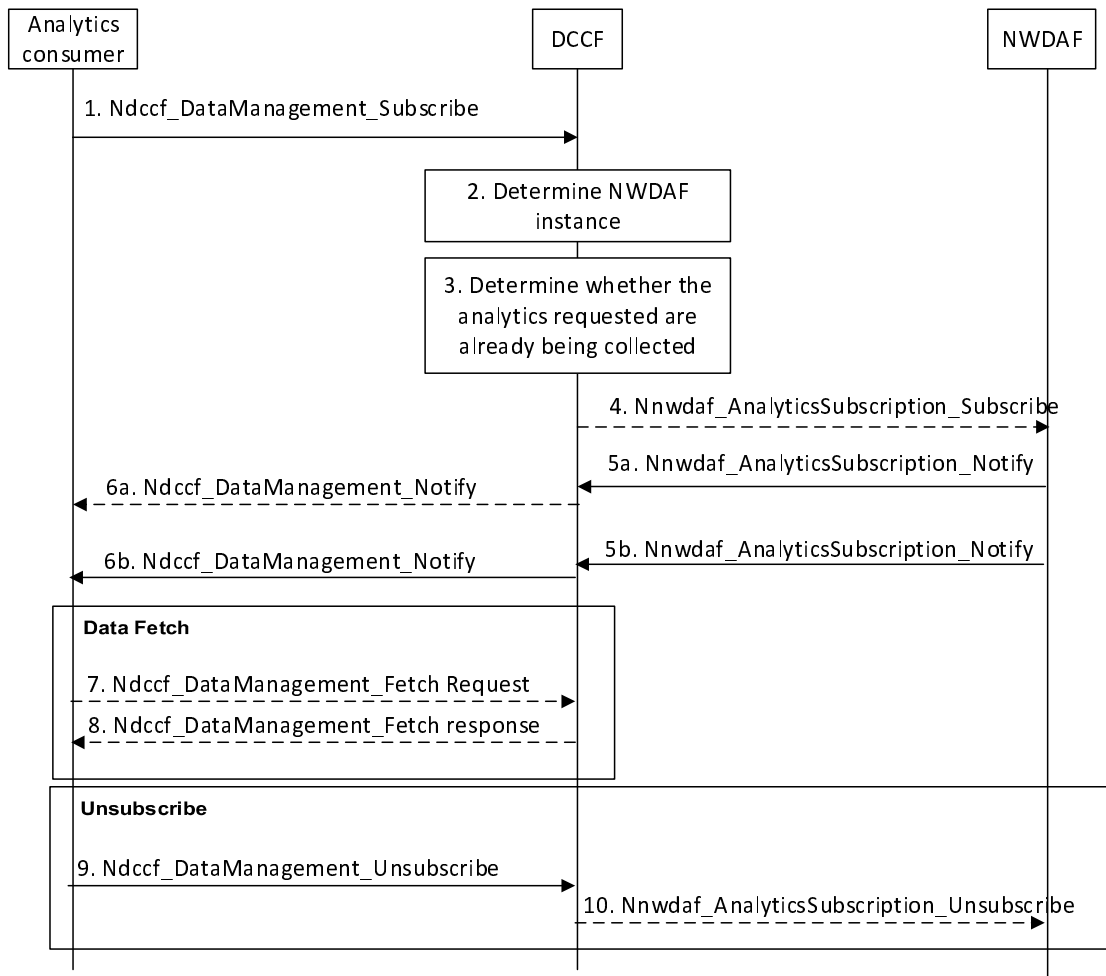 Analytics
consumer
DCCF
NWDAF
1. Ndccf_DataManagement_Subscribe
2. Determine NWDAF
instance
3. Determine whether the
analytics requested are
already being collected
4. Nnwdaf_AnalyticsSubscription_Subscribe
5a. Nnwdaf_AnalyticsSubscription_Notify
6a. Ndccf_DataManagement_Notify
5b. Nnwdaf_AnalyticsSubscription_Notify
6b. Ndccf_DataManagement_Notify
Data Fetch
7. Ndccf_DataManagement_Fetch Request
8. Ndccf_DataManagement_Fetch response
Unsubscribe
9. Ndccf_DataManagement_Unsubscribe
10. Nnwdaf_AnalyticsSubscription_Unsubscribe